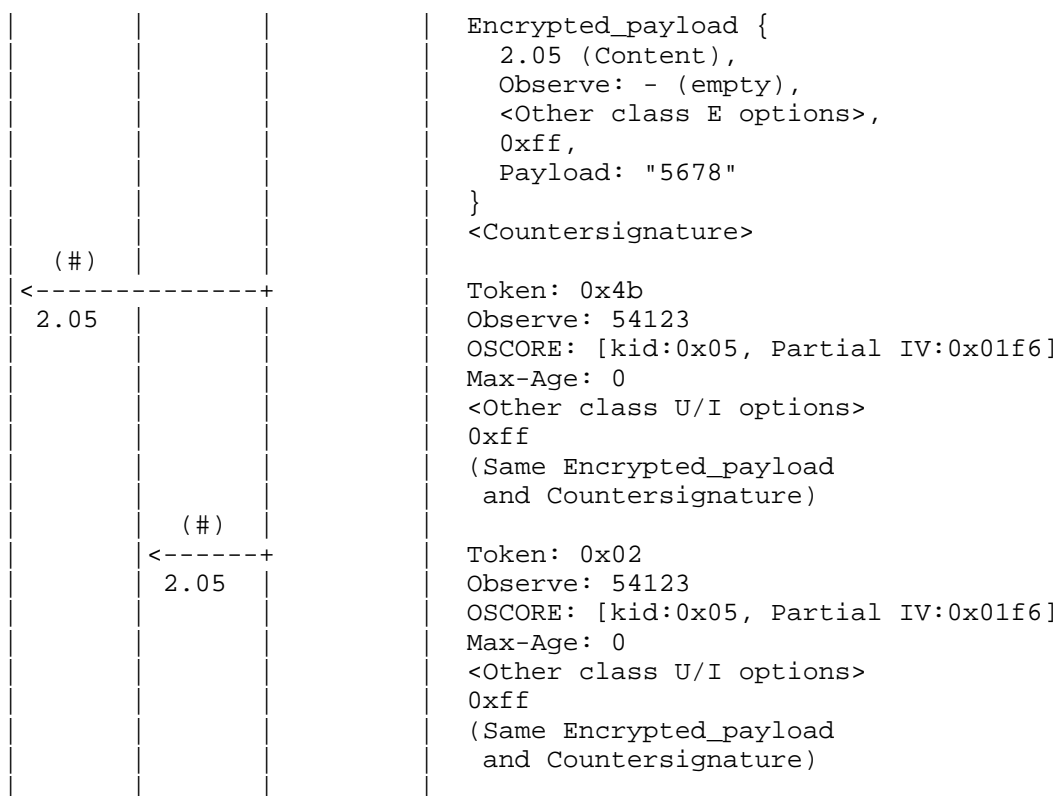 Encrypted_payload {
2.05 (Content),
Observe: - (empty),
<Other class E options>,
0xff,
Payload: "5678"
}
<Countersignature>
(#)
<---------------+ Token: 0x4b
2.05 Observe: 54123
OSCORE: [kid:0x05, Partial IV:0x01f6]
Max-Age: 0
<Other class U/I options>
0xff
(Same Encrypted_payload
and Countersignature)
(#)
<------+ Token: 0x02
2.05 Observe: 54123
OSCORE: [kid:0x05, Partial IV:0x01f6]
Max-Age: 0
<Other class U/I options>
0xff
(Same Encrypted_payload
and Countersignature)